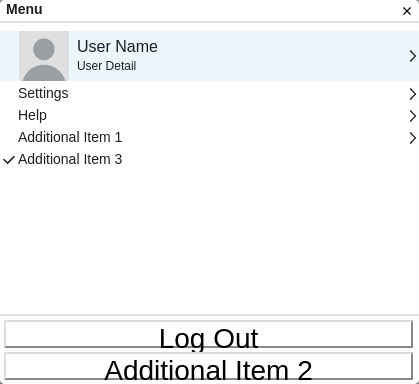 Menu
User Name
User Detail
Settings
Help
Additional Item 1
Additional Item 3
Log Out
Additional Item 2